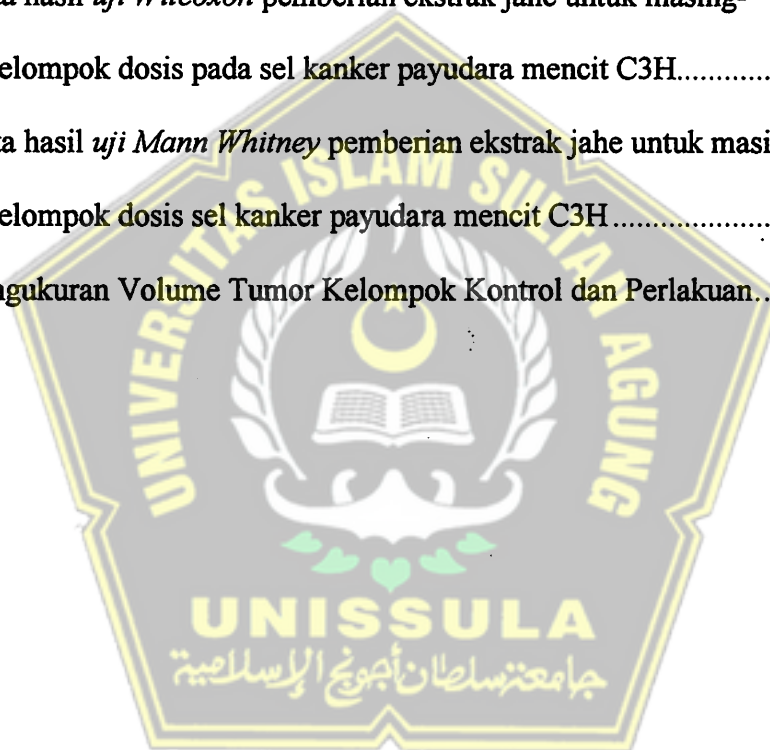 hasil uji Wilcoxon pemberian ekstrak jahe untuk masing-
elompok dosis pada sel kanker payudara mencit C3H.............
ta hasil uji Mann Whitney pemberian ekstrak jahe untuk masi
elompok dosis sel kanker payudara mencit C3H....................
ngukuran Volume Tumor Kelompok Kontrol dan Perlakuan..
UNIVERSITAS ISLAM SULTAN AGUNG
UNISSULA
جامعتنسلطان أجونج الإسلامية